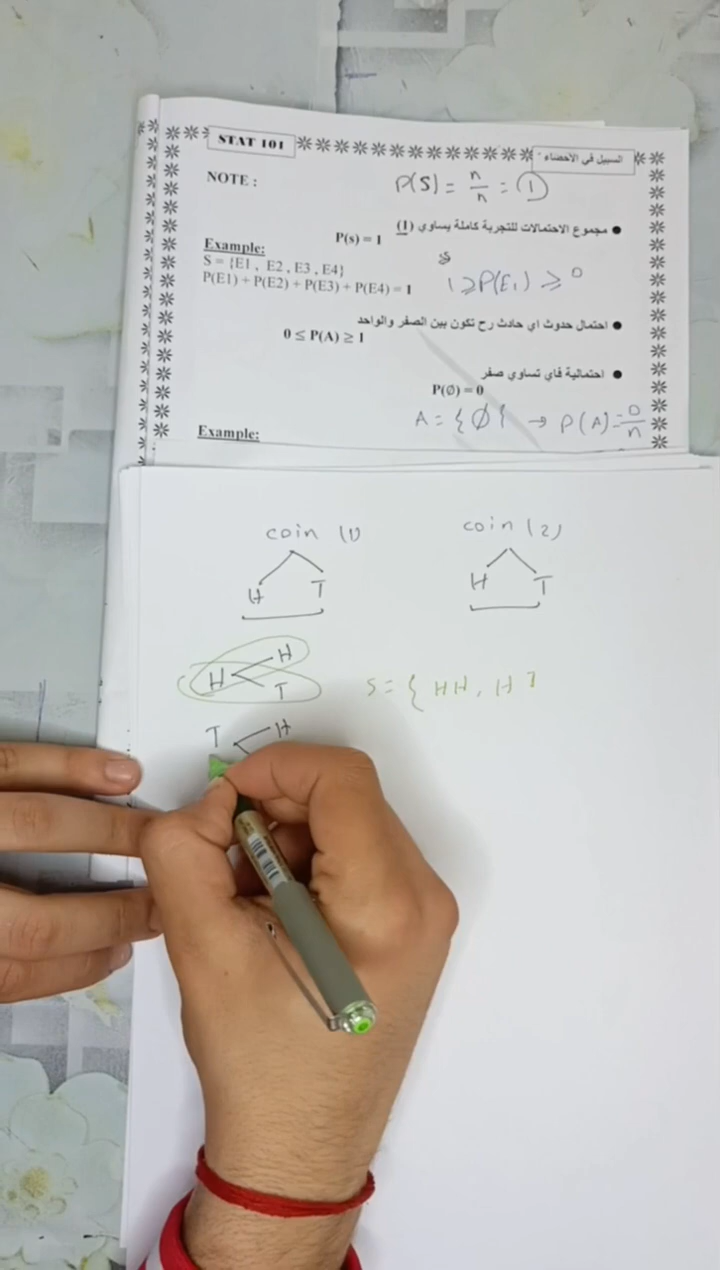 STAT 101
السبيل في الاحصاء
NOTE :
P(S) = n/n = 1
● مجموع الاحتمالات للتجربة كاملة يساوي (1)
P(s) = 1
Example:
S = {E1 , E2 , E3 , E4}
P(E1) + P(E2) + P(E3) + P(E4) = 1
1 ≥ P(E1) ≥ 0
● احتمال حدوث اي حادث رح تكون بين الصفر والواحد
0 ≤ P(A) ≥ 1
● احتمالية فاي تساوي صفر
P(Ø) = 0
A = { Ø } → P(A) = 0/n
Example:
coin (1) coin (2)
H T H T
H
H
T
S = { HH , H T
T
H